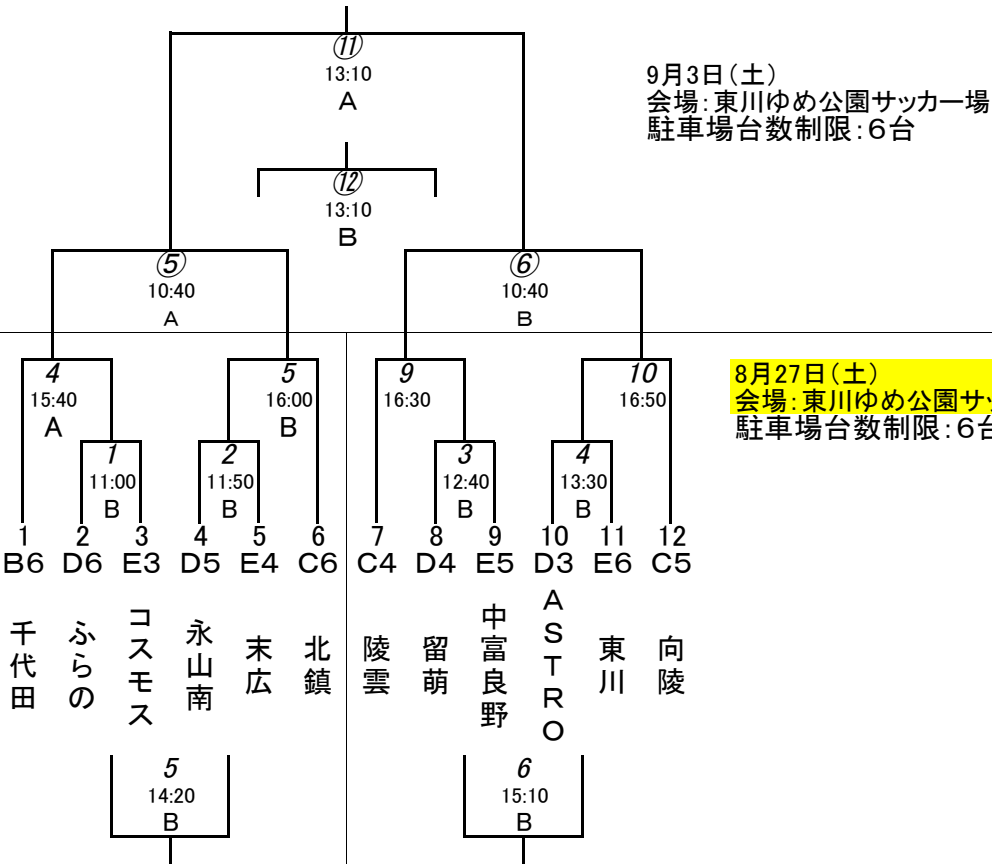 ⑪
13:10
A
9月3日(土)
会場:東川ゆめ公園サッカー場
駐車場台数制限:6台
⑫
13:10
B
⑤
10:40
A
⑥
10:40
B
4
15:40
A
5
16:00
B
9
16:30
10
16:50
8月27日(土)
会場:東川ゆめ公園サッ
駐車場台数制限:6台
1
11:00
B
2
11:50
B
3
12:40
B
4
13:30
B
1 2 3 4 5 6 7 8 9 10 11 12
B6 D6 E3 D5 E4 C6 C4 D4 E5 D3 E6 C5
千代田
ふらの
コスモス
永山南
末広
北鎮
陵雲
留萌
中富良野
ASTRO
東川
向陵
5
14:20
B
6
15:10
B